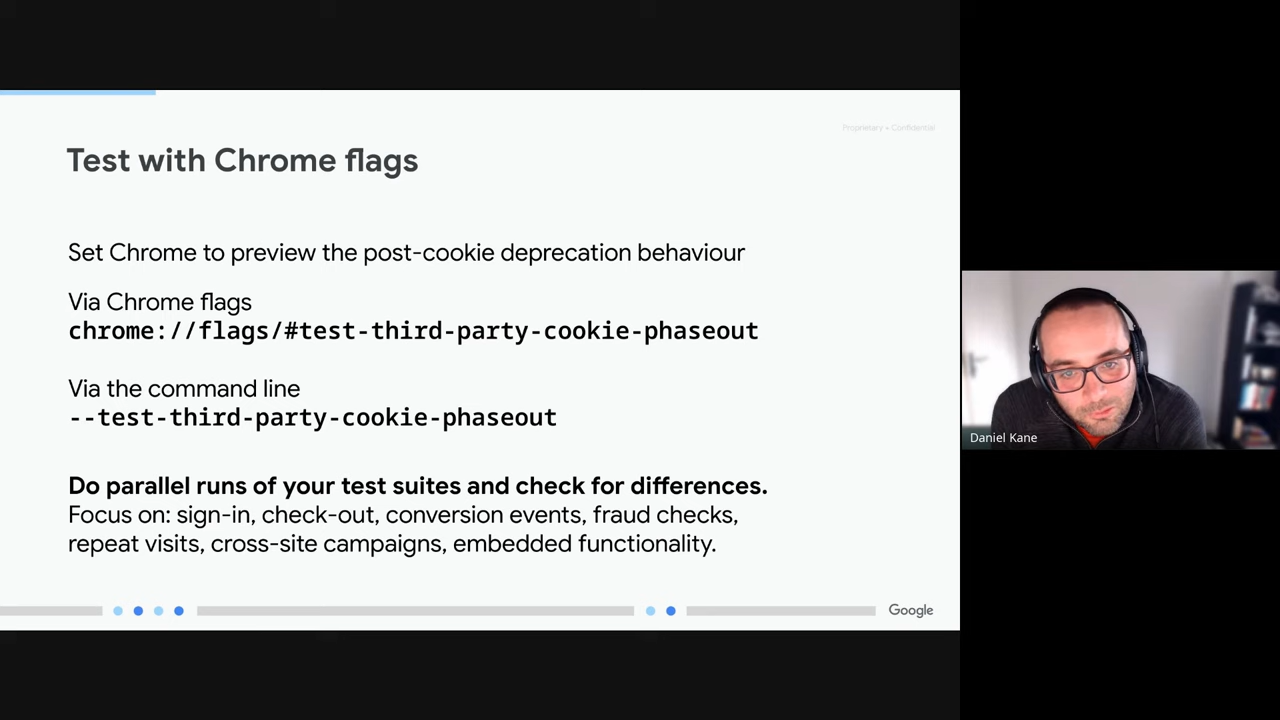 Proprietary + Confidential
Test with Chrome flags
Set Chrome to preview the post-cookie deprecation behaviour
Via Chrome flags
chrome://flags/#test-third-party-cookie-phaseout
Via the command line
--test-third-party-cookie-phaseout
Do parallel runs of your test suites and check for differences.
Focus on: sign-in, check-out, conversion events, fraud checks,
repeat visits, cross-site campaigns, embedded functionality.
Google
Daniel Kane